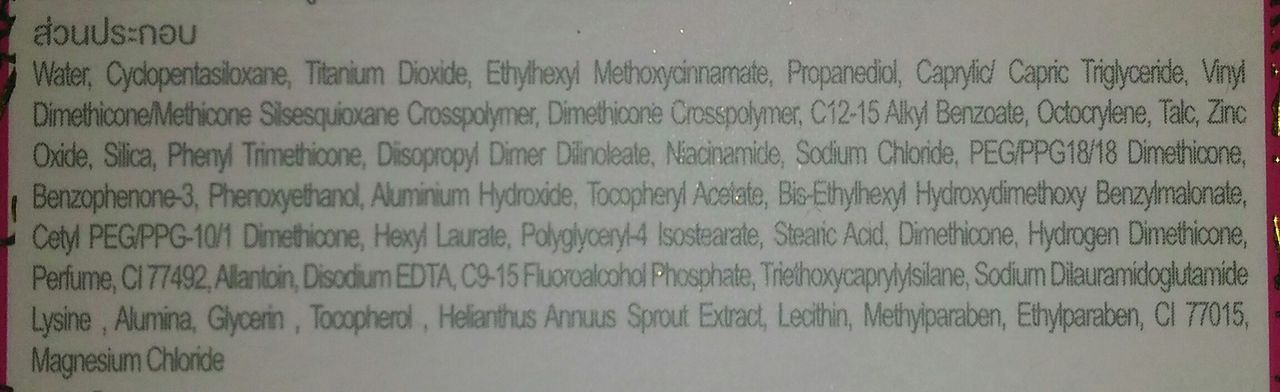 ส่วนประกอบ
Water, Cyclopentasiloxane, Titanium Dioxide, Ethylhexyl Methoxycinnamate, Propanediol, Caprylic/ Capric Triglyceride, Vinyl
Dimethicone/Methicone Silsesquioxane Crosspolymer, Dimethicone Crosspolymer, C12-15 Alkyl Benzoate, Octocrylene, Talc, Zinc
Oxide, Silica, Phenyl Trimethicone, Diisopropyl Dimer Dilinoleate, Niacinamide, Sodium Chloride, PEG/PPG18/18 Dimethicone,
Benzophenone-3, Phenoxyethanol, Aluminium Hydroxide, Tocopheryl Acetate, Bis-Ethylhexyl Hydroxydimethoxy Benzylmalonate,
Cetyl PEG/PPG-10/1 Dimethicone, Hexyl Laurate, Polyglyceryl-4 Isostearate, Stearic Acid, Dimethicone, Hydrogen Dimethicone,
Perfume, CI 77492, Allantoin, Disodium EDTA, C9-15 Fluoroalcohol Phosphate, Triethoxycaprylylsilane, Sodium Dilauramidoglutamide
Lysine , Alumina, Glycerin , Tocopherol , Helianthus Annuus Sprout Extract, Lecithin, Methylparaben, Ethylparaben, CI 77015,
Magnesium Chloride